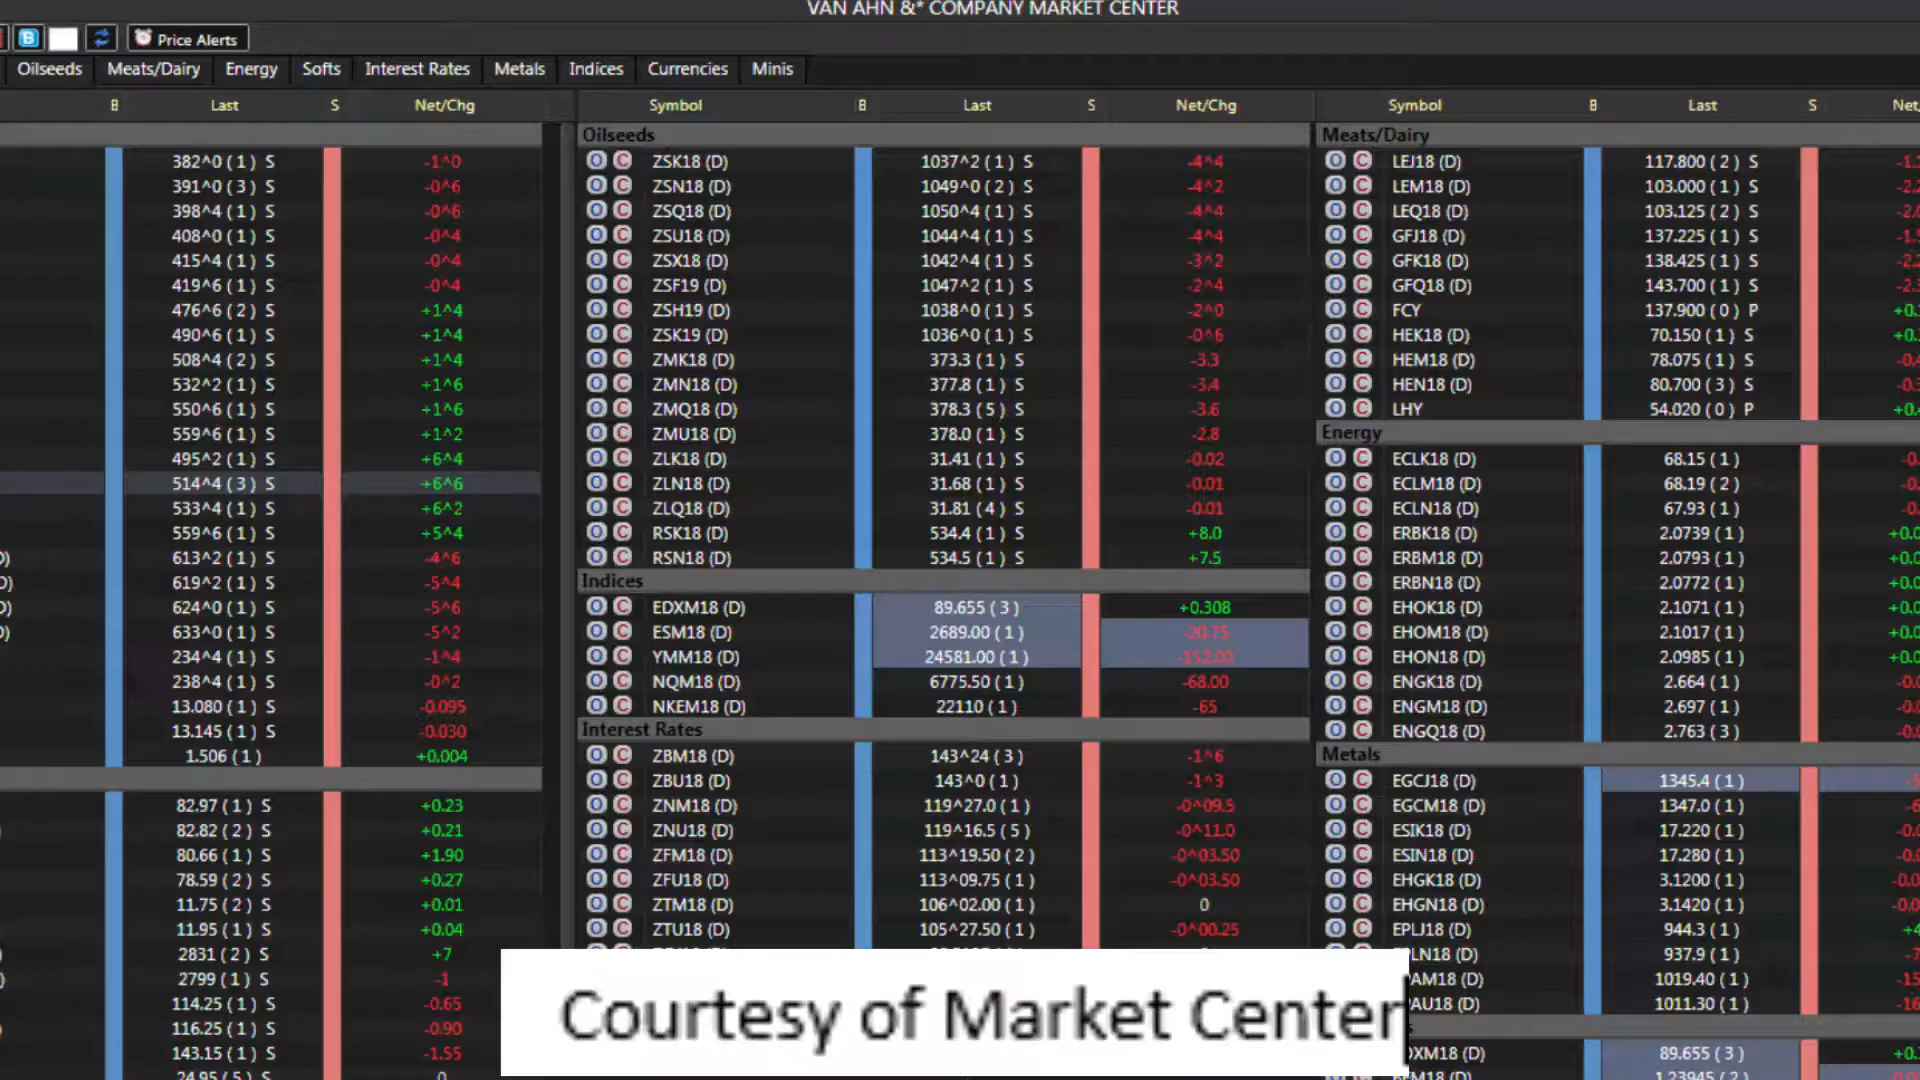 VAN AHN &* COMPANY MARKET CENTER
B Price Alerts
Oilseeds Meats/Dairy Energy Softs Interest Rates Metals Indices Currencies Minis
B Last S Net/Chg
382^0 ( 1 ) S -1^0
391^0 ( 3 ) S -0^6
398^4 ( 1 ) S -0^6
408^0 ( 1 ) S -0^4
415^4 ( 1 ) S -0^4
419^6 ( 1 ) S -0^4
476^6 ( 2 ) S +1^4
490^6 ( 1 ) S +1^4
508^4 ( 2 ) S +1^4
532^2 ( 1 ) S +1^6
550^6 ( 1 ) S +1^6
559^6 ( 1 ) S +1^2
495^2 ( 1 ) S +6^4
514^4 ( 3 ) S +6^6
533^4 ( 1 ) S +6^2
559^6 ( 1 ) S +5^4
613^2 ( 1 ) S -4^6
619^2 ( 1 ) S -5^4
624^0 ( 1 ) S -5^6
633^0 ( 1 ) S -5^2
234^4 ( 1 ) S -1^4
238^4 ( 1 ) S -0^2
13.080 ( 1 ) S -0.095
13.145 ( 1 ) S -0.030
1.506 ( 1 ) +0.004
82.97 ( 1 ) S +0.23
82.82 ( 2 ) S +0.21
80.66 ( 1 ) S +1.90
78.59 ( 2 ) S +0.27
11.75 ( 2 ) S +0.01
11.95 ( 1 ) S +0.04
2831 ( 2 ) S +7
2799 ( 1 ) S -1
114.25 ( 1 ) S -0.65
116.25 ( 1 ) S -0.90
143.15 ( 1 ) S -1.55
24.95 ( 5 ) S 0
Symbol B Last S Net/Chg
Oilseeds
O C ZSK18 (D) 1037^2 ( 1 ) S -4^4
O C ZSN18 (D) 1049^0 ( 2 ) S -4^2
O C ZSQ18 (D) 1050^4 ( 1 ) S -4^4
O C ZSU18 (D) 1044^4 ( 1 ) S -4^4
O C ZSX18 (D) 1042^4 ( 1 ) S -3^2
O C ZSF19 (D) 1047^2 ( 1 ) S -2^4
O C ZSH19 (D) 1038^0 ( 1 ) S -2^0
O C ZSK19 (D) 1036^0 ( 1 ) S -0^6
O C ZMK18 (D) 373.3 ( 1 ) S -3.3
O C ZMN18 (D) 377.8 ( 1 ) S -3.4
O C ZMQ18 (D) 378.3 ( 5 ) S -3.6
O C ZMU18 (D) 378.0 ( 1 ) S -2.8
O C ZLK18 (D) 31.41 ( 1 ) S -0.02
O C ZLN18 (D) 31.68 ( 1 ) S -0.01
O C ZLQ18 (D) 31.81 ( 4 ) S -0.01
O C RSK18 (D) 534.4 ( 1 ) S +8.0
O C RSN18 (D) 534.5 ( 1 ) S +7.5
Indices
O C EDXM18 (D) 89.655 ( 3 ) +0.308
O C ESM18 (D) 2689.00 ( 1 ) -20.75
O C YMM18 (D) 24581.00 ( 1 ) -152.00
O C NQM18 (D) 6775.50 ( 1 ) -68.00
O C NKEM18 (D) 22110 ( 1 ) -65
Interest Rates
O C ZBM18 (D) 143^24 ( 3 ) -1^6
O C ZBU18 (D) 143^0 ( 1 ) -1^3
O C ZNM18 (D) 119^27.0 ( 1 ) -0^09.5
O C ZNU18 (D) 119^16.5 ( 5 ) -0^11.0
O C ZFM18 (D) 113^19.50 ( 2 ) -0^03.50
O C ZFU18 (D) 113^09.75 ( 1 ) -0^03.50
O C ZTM18 (D) 106^02.00 ( 1 ) 0
O C ZTU18 (D) 105^27.50 ( 1 ) -0^00.25
Symbol B Last S Net
Meats/Dairy
O C LEJ18 (D) 117.800 ( 2 ) S
O C LEM18 (D) 103.000 ( 1 ) S
O C LEQ18 (D) 103.125 ( 2 ) S
O C GFJ18 (D) 137.225 ( 1 ) S
O C GFK18 (D) 138.425 ( 1 ) S
O C GFQ18 (D) 143.700 ( 1 ) S
O C FCY 137.900 ( 0 ) P
O C HEK18 (D) 70.150 ( 1 ) S
O C HEM18 (D) 78.075 ( 1 ) S
O C HEN18 (D) 80.700 ( 3 ) S
O C LHY 54.020 ( 0 ) P
Energy
O C ECLK18 (D) 68.15 ( 1 )
O C ECLM18 (D) 68.19 ( 2 )
O C ECLN18 (D) 67.93 ( 1 )
O C ERBK18 (D) 2.0739 ( 1 )
O C ERBM18 (D) 2.0793 ( 1 )
O C ERBN18 (D) 2.0772 ( 1 )
O C EHOK18 (D) 2.1071 ( 1 )
O C EHOM18 (D) 2.1017 ( 1 )
O C EHON18 (D) 2.0985 ( 1 )
O C ENGK18 (D) 2.664 ( 1 )
O C ENGM18 (D) 2.697 ( 1 )
O C ENGQ18 (D) 2.763 ( 3 )
Metals
O C EGCJ18 (D) 1345.4 ( 1 )
O C EGCM18 (D) 1347.0 ( 1 )
O C ESIK18 (D) 17.220 ( 1 )
O C ESIN18 (D) 17.280 ( 1 )
O C EHGK18 (D) 3.1200 ( 1 )
O C EHGN18 (D) 3.1420 ( 1 )
O C EPLJ18 (D) 944.3 ( 1 )
PLN18 (D) 937.9 ( 1 )
PAM18 (D) 1019.40 ( 1 )
PAU18 (D) 1011.30 ( 1 )
DXM18 (D) 89.655 ( 3 )
1.23945 ( 2 )
Courtesy of Market Center